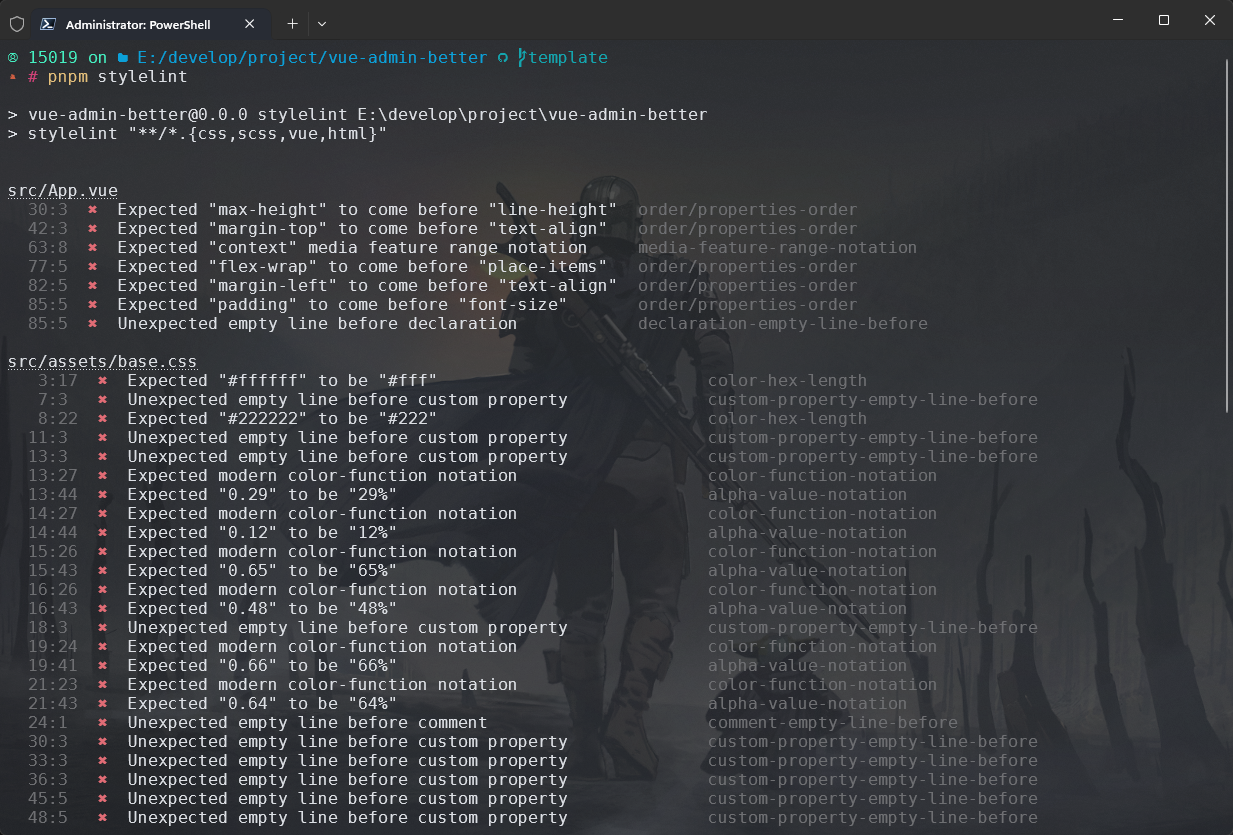 Administrator: PowerShell
15019 on E:/develop/project/vue-admin-better template
# pnpm stylelint
> vue-admin-better@0.0.0 stylelint E:\develop\project\vue-admin-better
> stylelint "**/*.{css,scss,vue,html}"
src/App.vue
30:3 ✖ Expected "max-height" to come before "line-height" order/properties-order
42:3 ✖ Expected "margin-top" to come before "text-align" order/properties-order
63:8 ✖ Expected "context" media feature range notation media-feature-range-notation
77:5 ✖ Expected "flex-wrap" to come before "place-items" order/properties-order
82:5 ✖ Expected "margin-left" to come before "text-align" order/properties-order
85:5 ✖ Expected "padding" to come before "font-size" order/properties-order
85:5 ✖ Unexpected empty line before declaration declaration-empty-line-before
src/assets/base.css
3:17 ✖ Expected "#ffffff" to be "#fff" color-hex-length
7:3 ✖ Unexpected empty line before custom property custom-property-empty-line-before
8:22 ✖ Expected "#222222" to be "#222" color-hex-length
11:3 ✖ Unexpected empty line before custom property custom-property-empty-line-before
13:3 ✖ Unexpected empty line before custom property custom-property-empty-line-before
13:27 ✖ Expected modern color-function notation color-function-notation
13:44 ✖ Expected "0.29" to be "29%" alpha-value-notation
14:27 ✖ Expected modern color-function notation color-function-notation
14:44 ✖ Expected "0.12" to be "12%" alpha-value-notation
15:26 ✖ Expected modern color-function notation color-function-notation
15:43 ✖ Expected "0.65" to be "65%" alpha-value-notation
16:26 ✖ Expected modern color-function notation color-function-notation
16:43 ✖ Expected "0.48" to be "48%" alpha-value-notation
18:3 ✖ Unexpected empty line before custom property custom-property-empty-line-before
19:24 ✖ Expected modern color-function notation color-function-notation
19:41 ✖ Expected "0.66" to be "66%" alpha-value-notation
21:23 ✖ Expected modern color-function notation color-function-notation
21:43 ✖ Expected "0.64" to be "64%" alpha-value-notation
24:1 ✖ Unexpected empty line before comment comment-empty-line-before
30:3 ✖ Unexpected empty line before custom property custom-property-empty-line-before
33:3 ✖ Unexpected empty line before custom property custom-property-empty-line-before
36:3 ✖ Unexpected empty line before custom property custom-property-empty-line-before
45:5 ✖ Unexpected empty line before custom property custom-property-empty-line-before
48:5 ✖ Unexpected empty line before custom property custom-property-empty-line-before